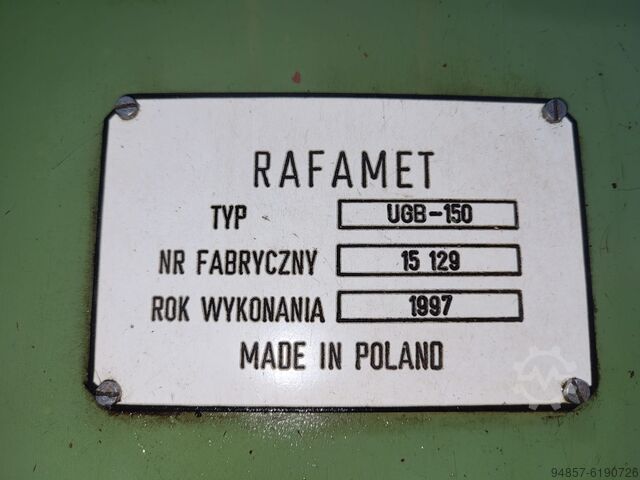 RAFAMET
TYP UGB-150
NR FABRYCZNY 15 129
ROK WYKONANIA 1997
MADE IN POLAND
94857-6190726